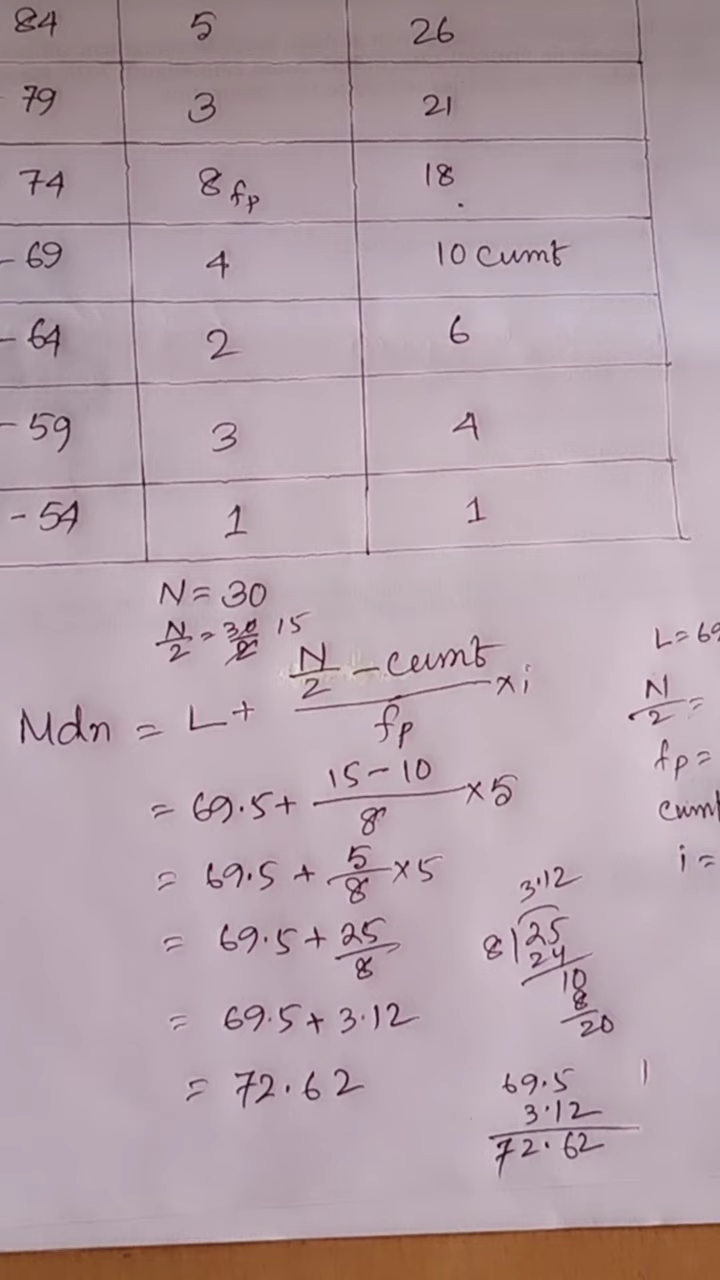 84 5 26
79 3 21
74 8 fp 18
- 69 4 10 Cumt
- 64 2 6
- 59 3 4
- 54 1 1
N = 30
N/2 = 30/2 15
Mdn = L + (N/2 - cumt)/fp × i
L = 69
N/2 =
= 69.5 + (15 - 10)/8 × 5
fp =
cumt
= 69.5 + 5/8 × 5
i =
3.12
= 69.5 + 25/8
8)25
24
10
8
20
= 69.5 + 3.12
= 72.62
69.5
3.12
72.62